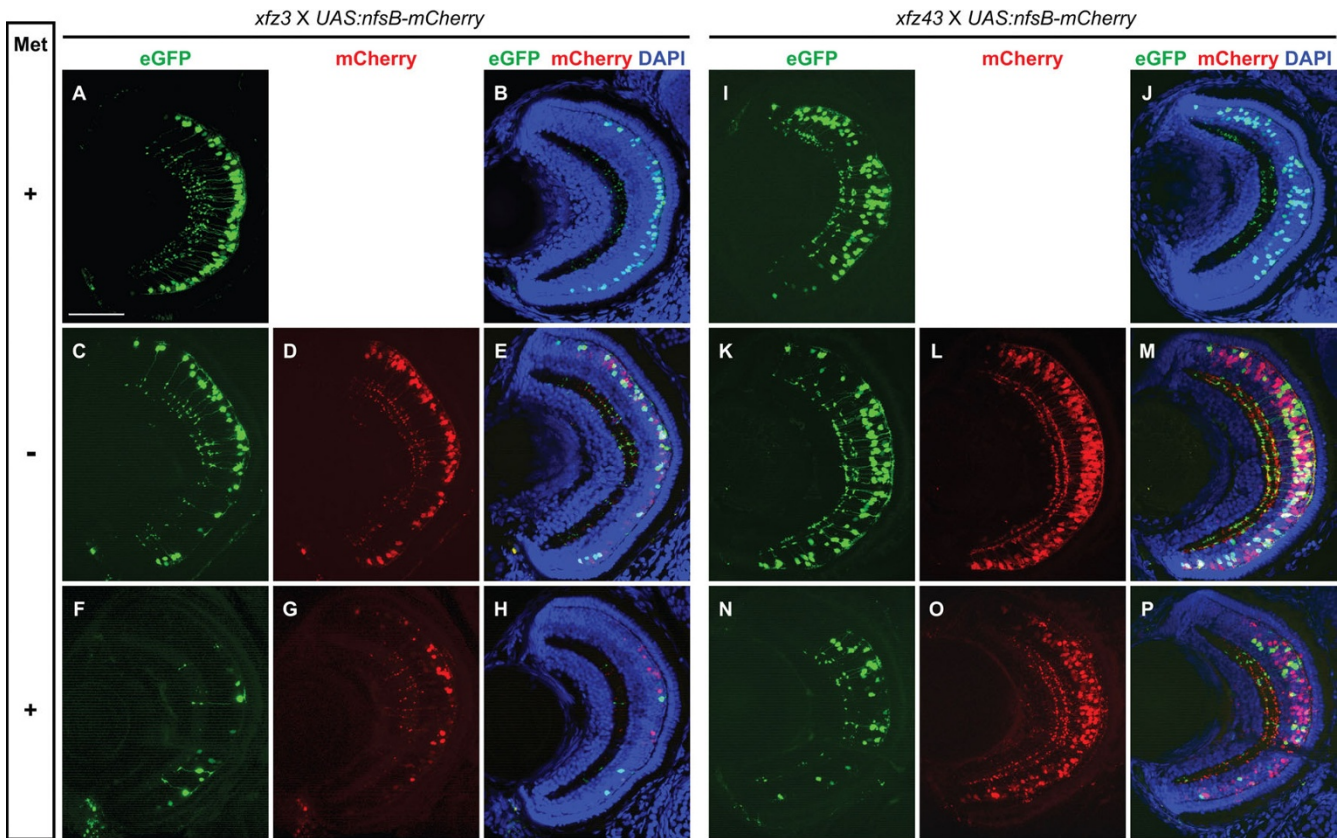 xfz3 X UAS:nfsB-mCherry
xfz43 X UAS:nfsB-mCherry
Met
eGFP
mCherry
eGFP mCherry DAPI
eGFP
mCherry
eGFP mCherry DAPI
+
A
B
I
J
-
C
D
E
K
L
M
+
F
G
H
N
O
P